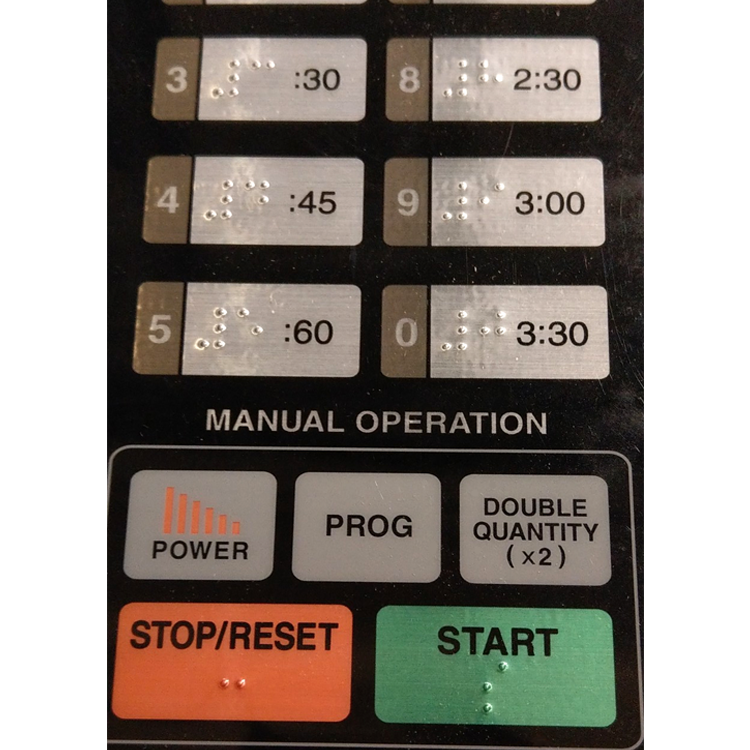 3 :30 8 2:30
4 :45 9 3:00
5 :60 0 3:30
MANUAL OPERATION
POWER
PROG
DOUBLE
QUANTITY
(x2)
STOP/RESET
START